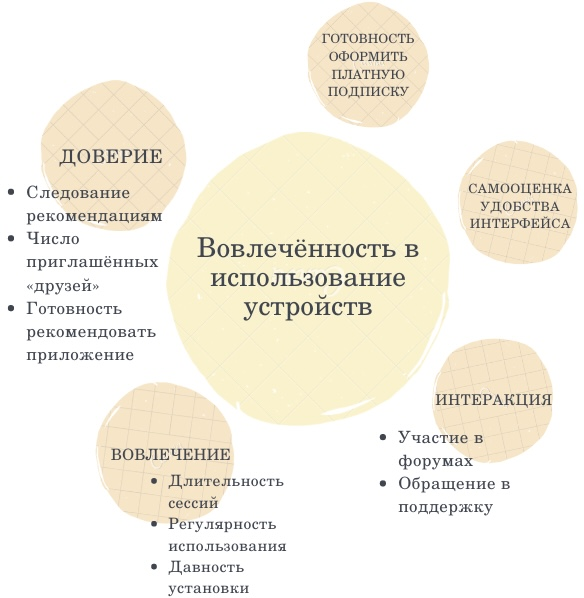 ГОТОВНОСТЬ
ОФОРМИТЬ
ПЛАТНУЮ
ПОДПИСКУ
ДОВЕРИЕ
• Следование
рекомендациям
• Число
приглашённых
«друзей»
• Готовность
рекомендовать
приложение
САМООЦЕНКА
УДОБСТВА
ИНТЕРФЕЙСА
Вовлечённость в
использование
устройств
ИНТЕРАКЦИЯ
• Участие в
форумах
• Обращение в
поддержку
ВОВЛЕЧЕНИЕ
• Длительность
сессий
• Регулярность
использования
• Давность
установки